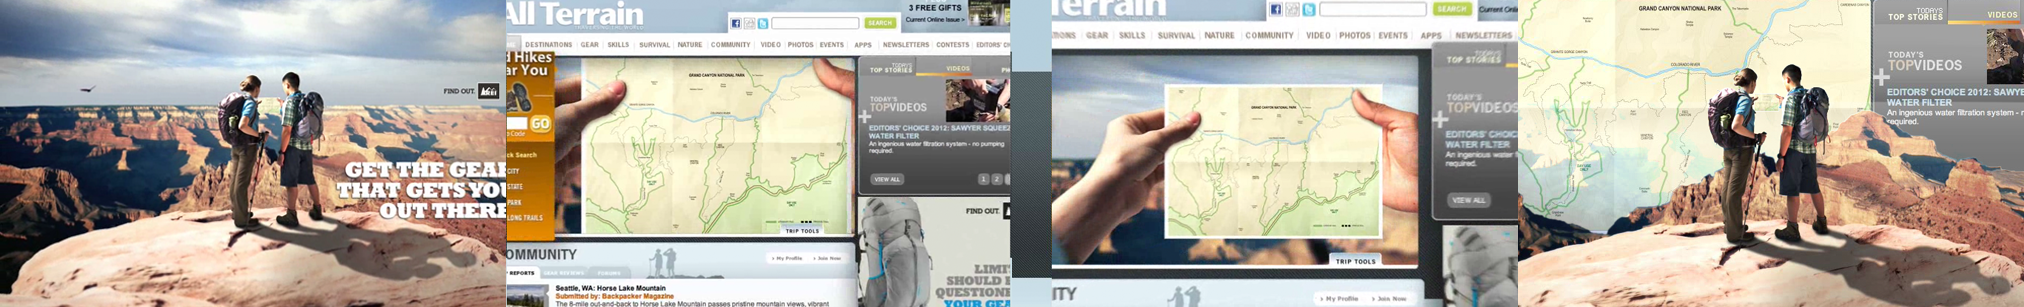 FIND OUT.
REI
GET THE GEAR
THAT GETS YOU
OUT THERE
All Terrain
SEARCH
3 FREE GIFTS
Current Online Issue >
DESTINATIONS GEAR SKILLS SURVIVAL NATURE COMMUNITY VIDEO PHOTOS EVENTS APPS NEWSLETTERS CONTESTS EDITORS'
d Hikes
ar You
GO
p Code
ck Search
CITY
STATE
PARK
LONG TRAILS
GRAND CANYON NATIONAL PARK
COLORADO RIVER
TRIP TOOLS
TODAY'S
TOP STORIES
VIDEOS
TODAY'S
TOPVIDEOS
EDITORS' CHOICE 2012: SAWYER SQUEEZ
WATER FILTER
An ingenious water filtration system - no pumping
required.
VIEW ALL
1 2
FIND OUT.
LIMIT
SHOULD
QUESTION
YOUR GEA
OMMUNITY
> My Profile > Join Now
REPORTS GEAR REVIEWS FORUMS
Seattle, WA: Horse Lake Mountain
Submitted by: Backpacker Magazine
The 8-mile out-and-back to Horse Lake Mountain passes pristine mountain views, vibrant
errain
SEARCH
Current Onli
IONS GEAR SKILLS SURVIVAL NATURE COMMUNITY VIDEO PHOTOS EVENTS APPS NEWSLETTERS
GRAND CANYON NATIONAL PARK
TRIP TOOLS
TODAY'S
TOP STORIES
TODAY'S
TOPVIDEOS
EDITORS' CHOIC
WATER FILTER
An ingenious wate
required.
VIEW ALL
ITY
> My Profile > Join Now
GRAND CANYON NATIONAL PARK
COLORADO RIVER
TODAY'S
TOP STORIES
VIDEOS
TODAY'S
TOPVIDEOS
EDITORS' CHOICE 2012: SAWYE
WATER FILTER
An ingenious water filtration system - n
required.